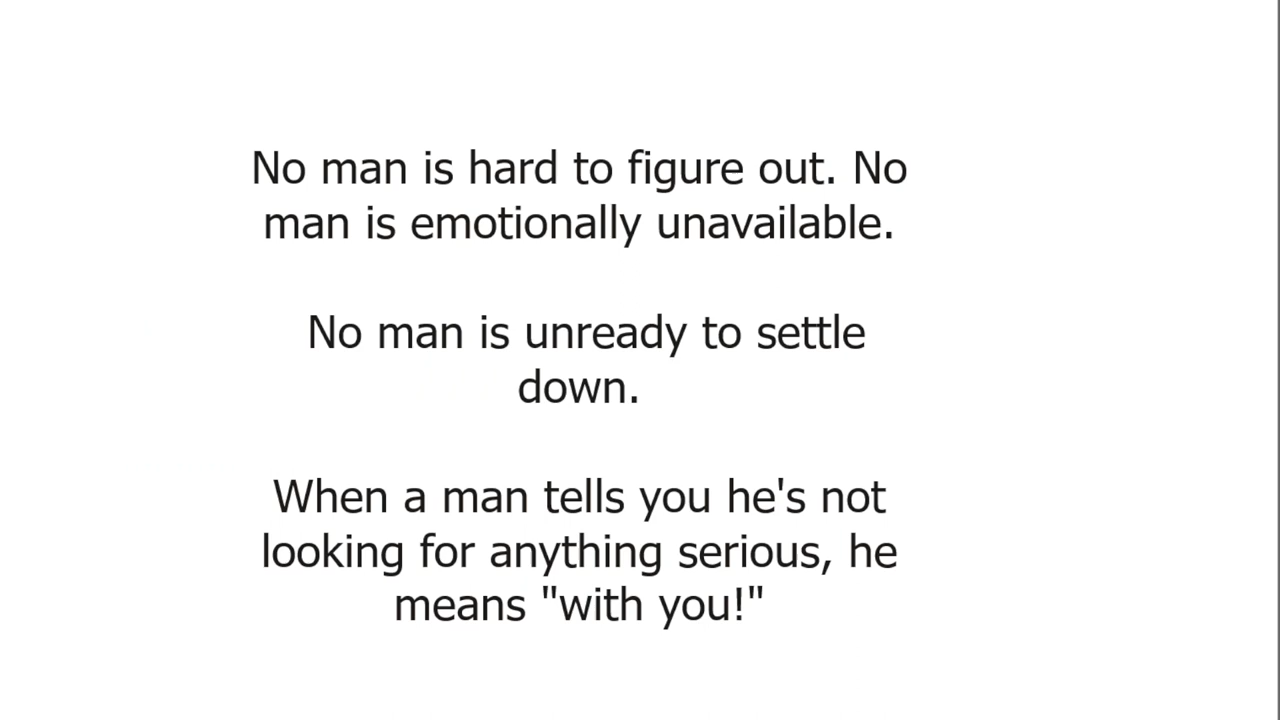 No man is hard to figure out. No
man is emotionally unavailable.
No man is unready to settle
down.
When a man tells you he's not
looking for anything serious, he
means "with you!"